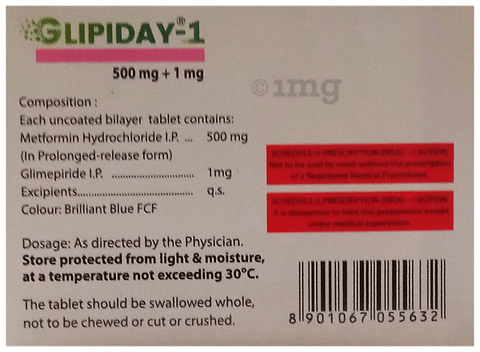 GLIPIDAY®-1
500 mg + 1 mg
© 1mg
Composition :
Each uncoated bilayer tablet contains:
Metformin Hydrochloride I.P. ... 500 mg
(In Prolonged-release form)
Glimepiride I.P. .............................. 1mg
Excipients.......................................... q.s.
Colour: Brilliant Blue FCF
SCHEDULE H PRESCRIPTION DRUG - CAUTION
Not to be sold by retail without the prescription
of a Registered Medical Practitioner.
SCHEDULE H PRESCRIPTION DRUG - CAUTION
It is dangerous to take this preparation except
under medical supervision.
Dosage: As directed by the Physician.
Store protected from light & moisture,
at a temperature not exceeding 30°C.
The tablet should be swallowed whole,
not to be chewed or cut or crushed.
8 901067 055632